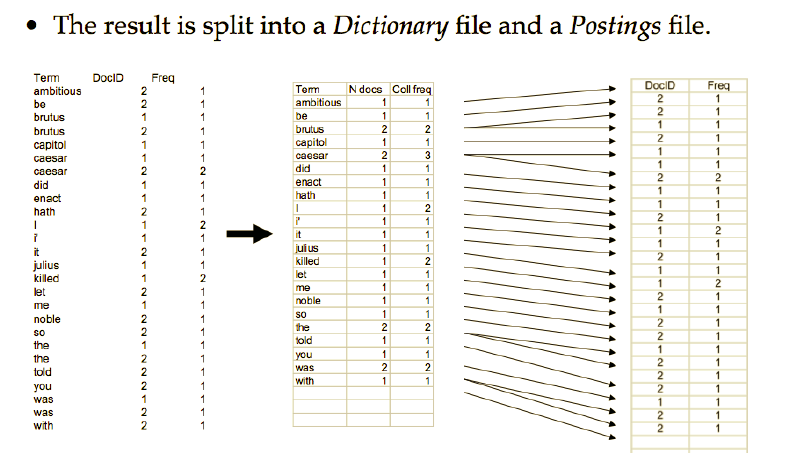 • The result is split into a Dictionary file and a Postings file.
Term DocID Freq
ambitious 2 1
be 2 1
brutus 1 1
brutus 2 1
capitol 1 1
caesar 1 1
caesar 2 2
did 1 1
enact 1 1
hath 2 1
I 1 2
i' 1 1
it 2 1
julius 1 1
killed 1 2
let 2 1
me 1 1
noble 2 1
so 2 1
the 1 1
the 2 1
told 2 1
you 2 1
was 1 1
was 2 1
with 2 1
Term N docs Coll freq
ambitious 1 1
be 1 1
brutus 2 2
capitol 1 1
caesar 2 3
did 1 1
enact 1 1
hath 1 1
I 1 2
i' 1 1
it 1 1
julius 1 1
killed 1 2
let 1 1
me 1 1
noble 1 1
so 1 1
the 2 2
told 1 1
you 1 1
was 2 2
with 1 1
DocID Freq
2 1
2 1
1 1
2 1
1 1
1 1
2 2
1 1
1 1
2 1
1 2
1 1
2 1
1 1
1 2
2 1
1 1
2 1
2 1
1 1
2 1
2 1
2 1
1 1
2 1
2 1